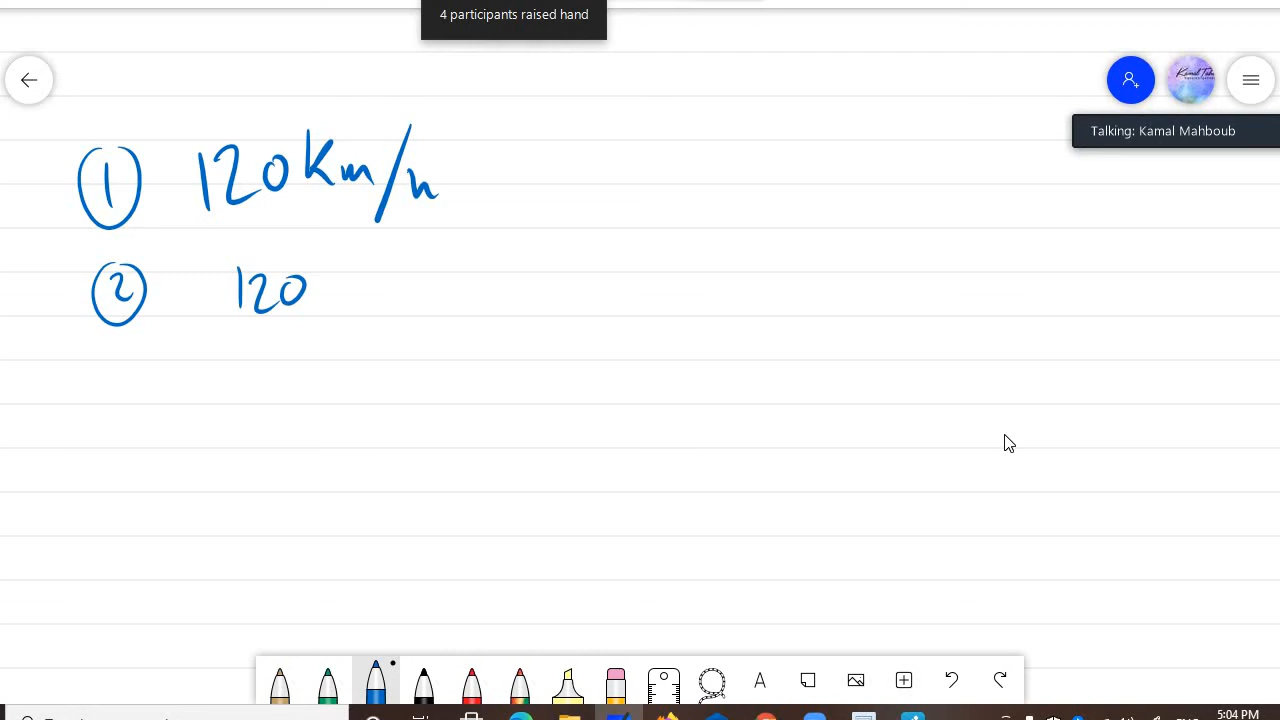 4 participants raised hand
Talking: Kamal Mahboub
① 120 Km/h
② 120
A
5:04 PM